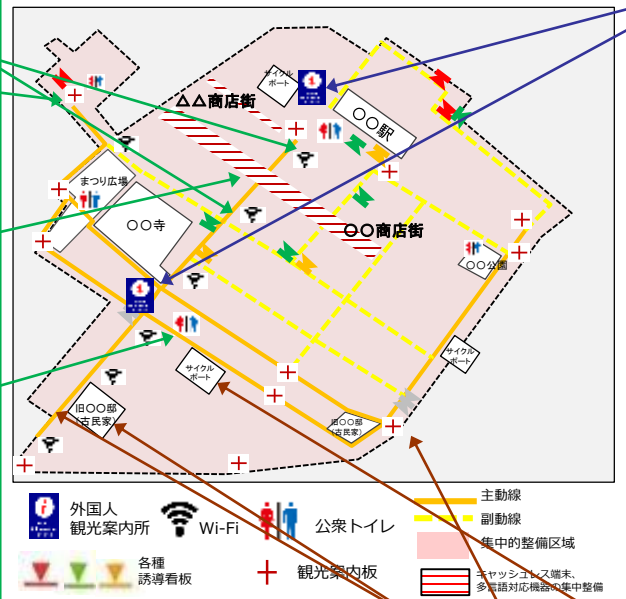 サイクル
ポート
△△商店街
〇〇駅
まつり広場
〇〇寺
〇〇商店街
〇〇公園
サイクル
ポート
サイクル
ポート
旧〇〇邸
(古民家)
旧〇〇邸
(古民家)
外国人
観光案内所
Wi-Fi
公衆トイレ
主動線
副動線
集中的整備区域
各種
誘導看板
観光案内板
キャッシュレス端末、
多言語対応機器の集中整備